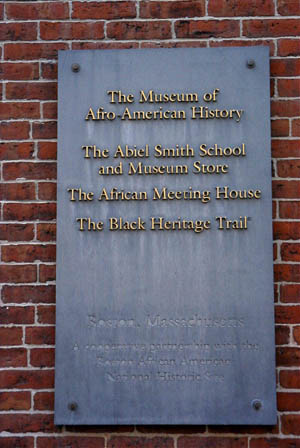 The Museum of
Afro-American History
The Abiel Smith School
and Museum Store
The African Meeting House
The Black Heritage Trail
Boston, Massachusetts
A cooperative partnership with the
Boston African American
National Historic Site